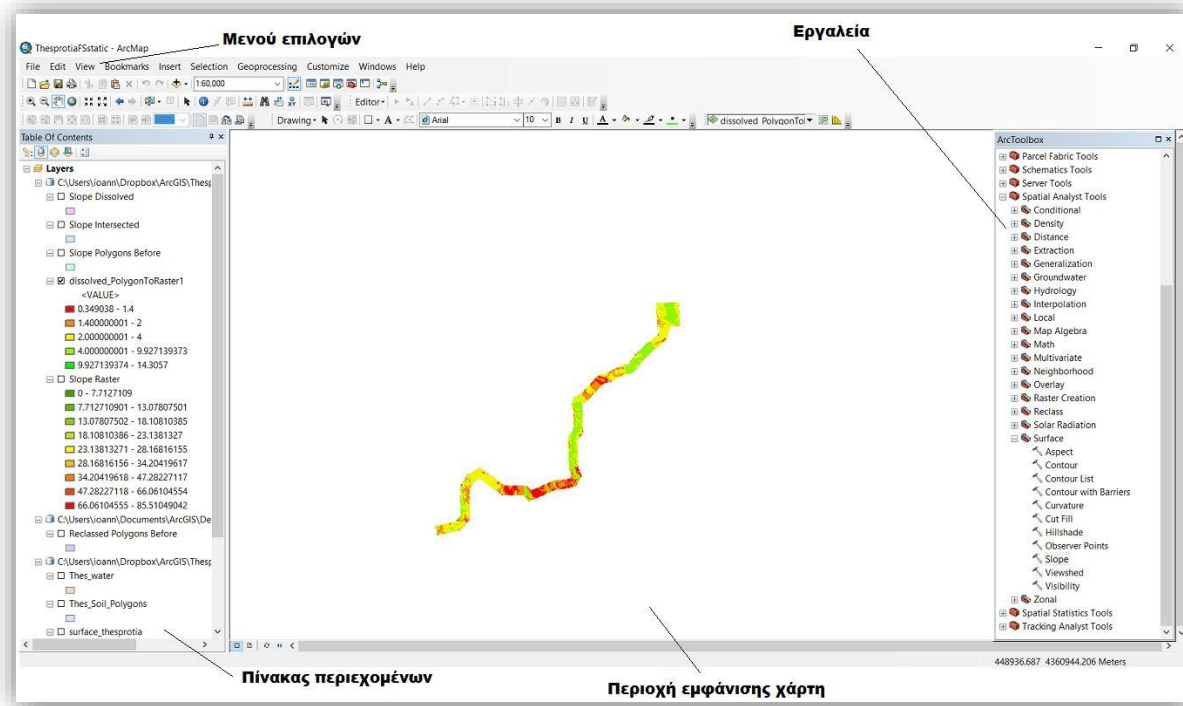 Μενού επιλογών
Εργαλεία
ThesprotiaFSstatic - ArcMap
File Edit View Bookmarks Insert Selection Geoprocessing Customize Windows Help
1:60,000
Editor
Drawing Arial 10 B I U A dissolved_PolygonToI
Table Of Contents
Layers
C:\Users\ioann\Dropbox\ArcGIS\Thesp
Slope Dissolved
Slope Intersected
Slope Polygons Before
dissolved_PolygonToRaster1
<VALUE>
0.349038 - 1.4
1.400000001 - 2
2.000000001 - 4
4.000000001 - 9.927139373
9.927139374 - 14.3057
Slope Raster
0 - 7.7127109
7.712710901 - 13.07807501
13.07807502 - 18.10810385
18.10810386 - 23.1381327
23.13813271 - 28.16816155
28.16816156 - 34.20419617
34.20419618 - 47.28227117
47.28227118 - 66.06104554
66.06104555 - 85.51049042
C:\Users\ioann\Documents\ArcGIS\De
Reclassed Polygons Before
C:\Users\ioann\Dropbox\ArcGIS\Thesp
Thes_water
Thes_Soil_Polygons
surface_thesprotia
ArcToolbox
Parcel Fabric Tools
Schematics Tools
Server Tools
Spatial Analyst Tools
Conditional
Density
Distance
Extraction
Generalization
Groundwater
Hydrology
Interpolation
Local
Map Algebra
Math
Multivariate
Neighborhood
Overlay
Raster Creation
Reclass
Solar Radiation
Surface
Aspect
Contour
Contour List
Contour with Barriers
Curvature
Cut Fill
Hillshade
Observer Points
Slope
Viewshed
Visibility
Zonal
Spatial Statistics Tools
Tracking Analyst Tools
448936.687 4360944.206 Meters
Πίνακας περιεχομένων
Περιοχή εμφάνισης χάρτη